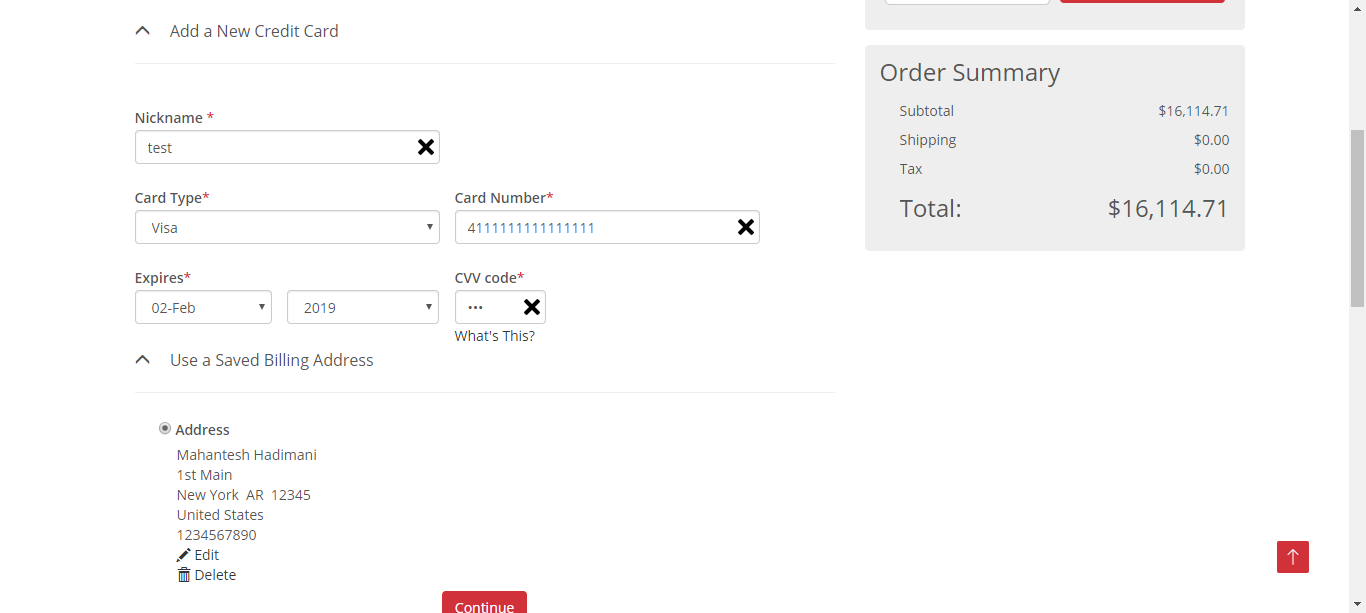 Add a New Credit Card
Nickname *
test
Card Type*
Card Number*
Visa
4111111111111111
Expires*
CVV code*
02-Feb
2019
•••
What's This?
Use a Saved Billing Address
Address
Mahantesh Hadimani
1st Main
New York AR 12345
United States
1234567890
Edit
Delete
Continue
Order Summary
Subtotal $16,114.71
Shipping $0.00
Tax $0.00
Total: $16,114.71